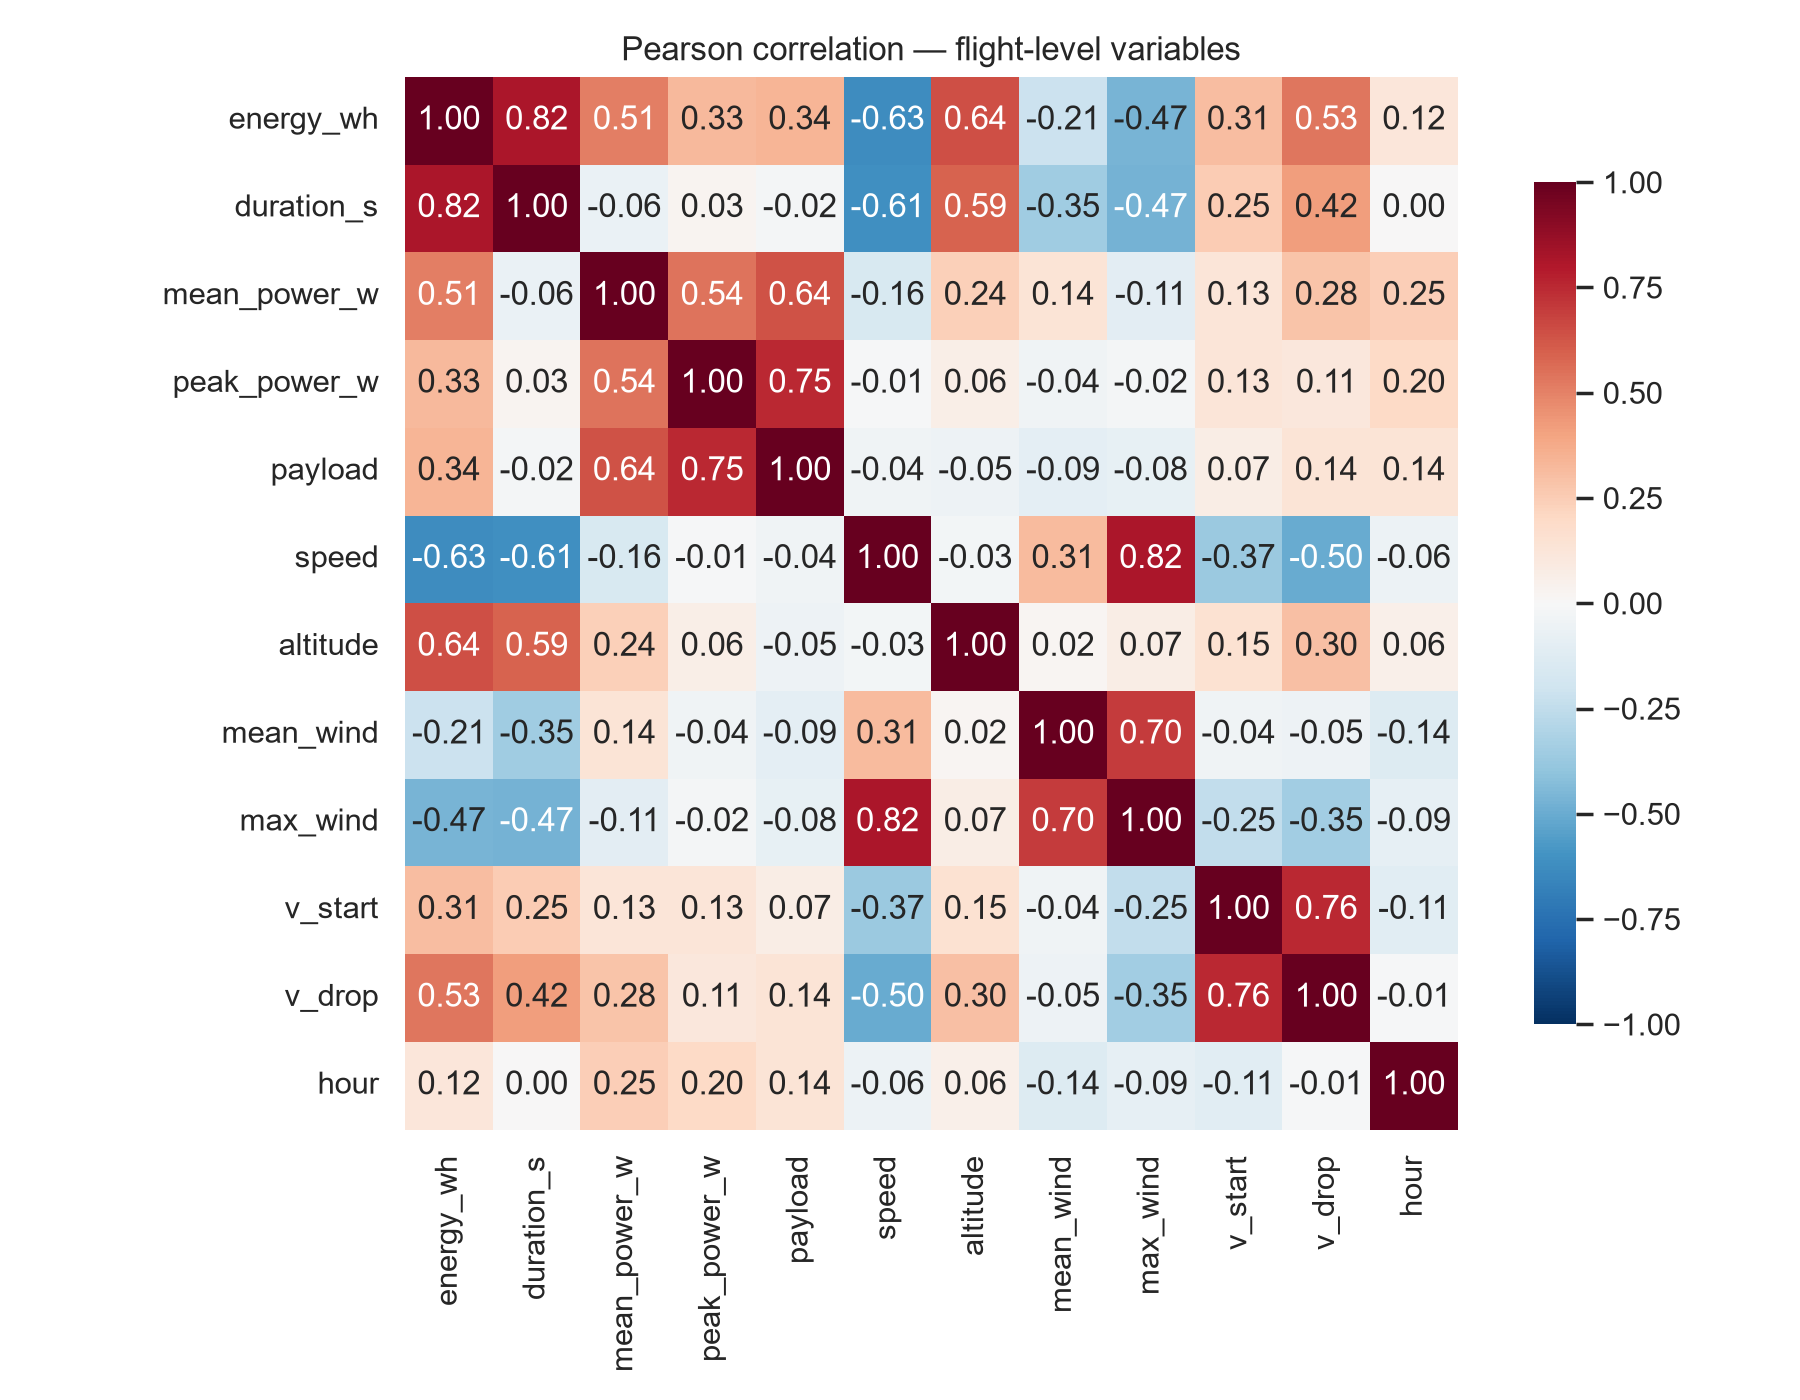 Pearson correlation — flight-level variables
energy_wh 1.00 0.82 0.51 0.33 0.34 -0.63 0.64 -0.21 -0.47 0.31 0.53 0.12
duration_s 0.82 1.00 -0.06 0.03 -0.02 -0.61 0.59 -0.35 -0.47 0.25 0.42 0.00
mean_power_w 0.51 -0.06 1.00 0.54 0.64 -0.16 0.24 0.14 -0.11 0.13 0.28 0.25
peak_power_w 0.33 0.03 0.54 1.00 0.75 -0.01 0.06 -0.04 -0.02 0.13 0.11 0.20
payload 0.34 -0.02 0.64 0.75 1.00 -0.04 -0.05 -0.09 -0.08 0.07 0.14 0.14
speed -0.63 -0.61 -0.16 -0.01 -0.04 1.00 -0.03 0.31 0.82 -0.37 -0.50 -0.06
altitude 0.64 0.59 0.24 0.06 -0.05 -0.03 1.00 0.02 0.07 0.15 0.30 0.06
mean_wind -0.21 -0.35 0.14 -0.04 -0.09 0.31 0.02 1.00 0.70 -0.04 -0.05 -0.14
max_wind -0.47 -0.47 -0.11 -0.02 -0.08 0.82 0.07 0.70 1.00 -0.25 -0.35 -0.09
v_start 0.31 0.25 0.13 0.13 0.07 -0.37 0.15 -0.04 -0.25 1.00 0.76 -0.11
v_drop 0.53 0.42 0.28 0.11 0.14 -0.50 0.30 -0.05 -0.35 0.76 1.00 -0.01
hour 0.12 0.00 0.25 0.20 0.14 -0.06 0.06 -0.14 -0.09 -0.11 -0.01 1.00
energy_wh duration_s mean_power_w peak_power_w payload speed altitude mean_wind max_wind v_start v_drop hour
1.00
0.75
0.50
0.25
0.00
−0.25
−0.50
−0.75
−1.00